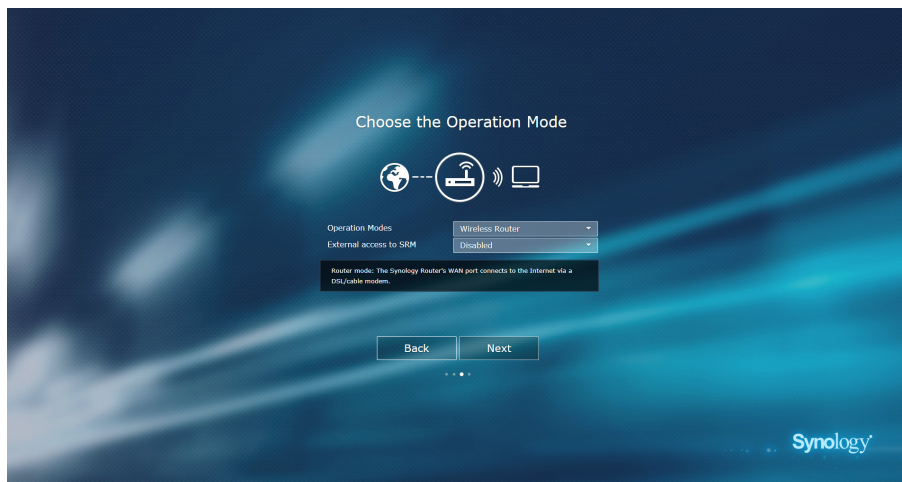 Choose the Operation Mode
Operation Modes Wireless Router
External access to SRM Disabled
Router mode: The Synology Router's WAN port connects to the Internet via a
DSL/cable modem.
Back Next
Synology